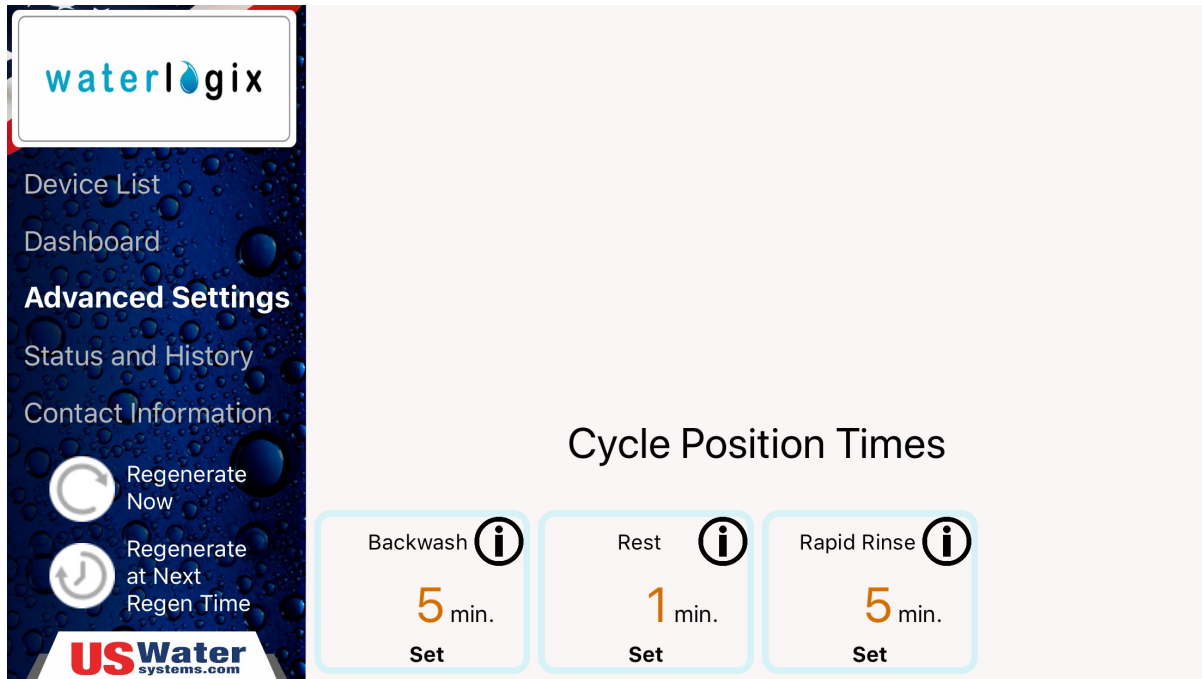 waterlogix
Device List
Dashboard
Advanced Settings
Status and History
Contact Information
Regenerate
Now
Regenerate
at Next
Regen Time
USWater
systems.com
Cycle Position Times
Backwash
5 min.
Set
Rest
1 min.
Set
Rapid Rinse
5 min.
Set